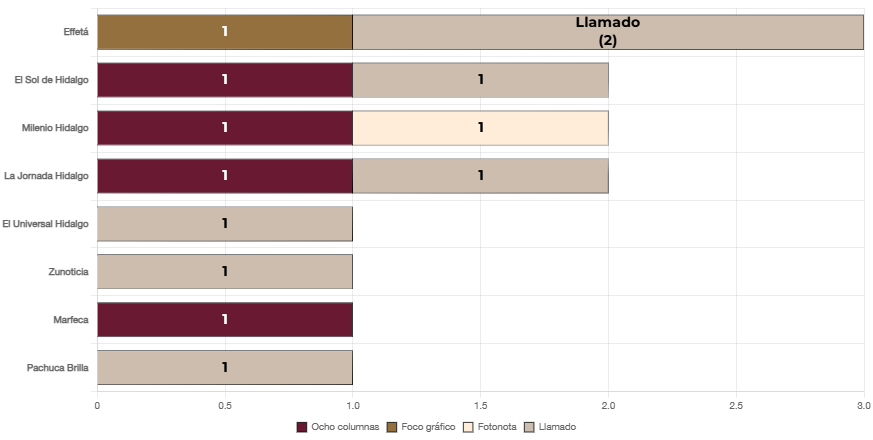 Effetá
1
Llamado
(2)
El Sol de Hidalgo
1
1
Milenio Hidalgo
1
1
La Jornada Hidalgo
1
1
El Universal Hidalgo
1
Zunoticia
1
Marfeca
1
Pachuca Brilla
1
0 0.5 1.0 1.5 2.0 2.5 3.0
Ocho columnas Foco gráfico Fotonota Llamado